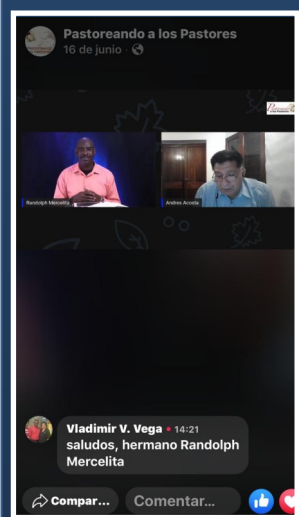 Pastoreando a los Pastores
16 de junio
Randolph Mercelita
Andres Acosta
Vladimir V. Vega • 14:21
saludos, hermano Randolph
Mercelita
Compar...
Comentar...